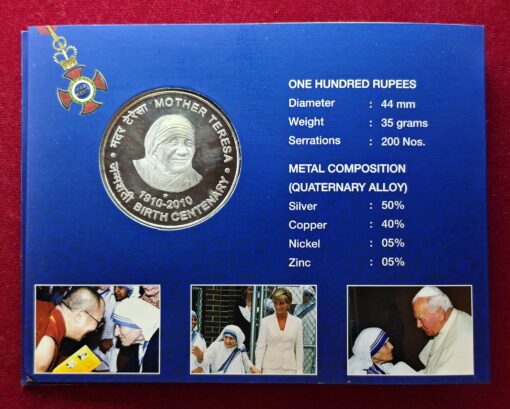 मदर टेरेसा MOTHER TERESA
जन्मशती BIRTH CENTENARY
1910-2010
ONE HUNDRED RUPEES
Diameter : 44 mm
Weight : 35 grams
Serrations : 200 Nos.
METAL COMPOSITION
(QUATERNARY ALLOY)
Silver : 50%
Copper : 40%
Nickel : 05%
Zinc : 05%